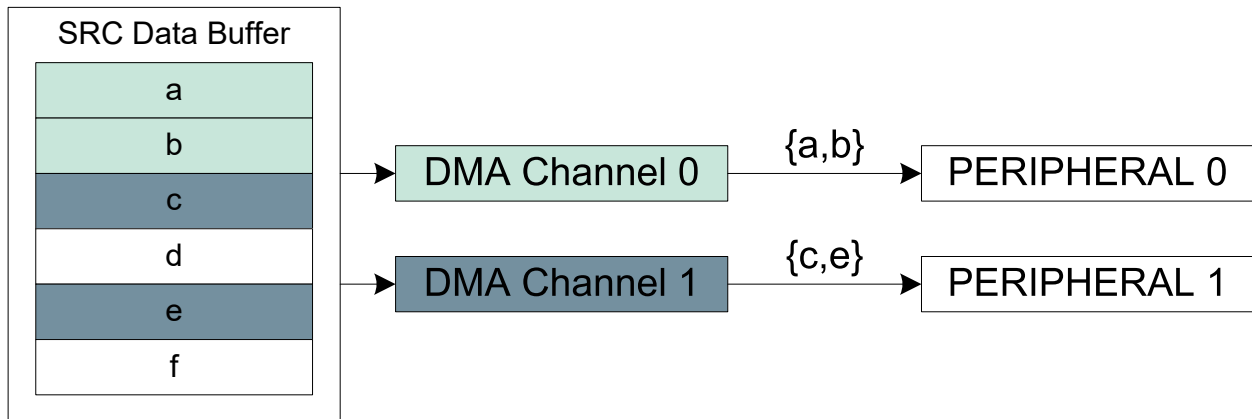 SRC Data Buffer
a
b
c
d
e
f
DMA Channel 0
{a,b}
PERIPHERAL 0
DMA Channel 1
{c,e}
PERIPHERAL 1